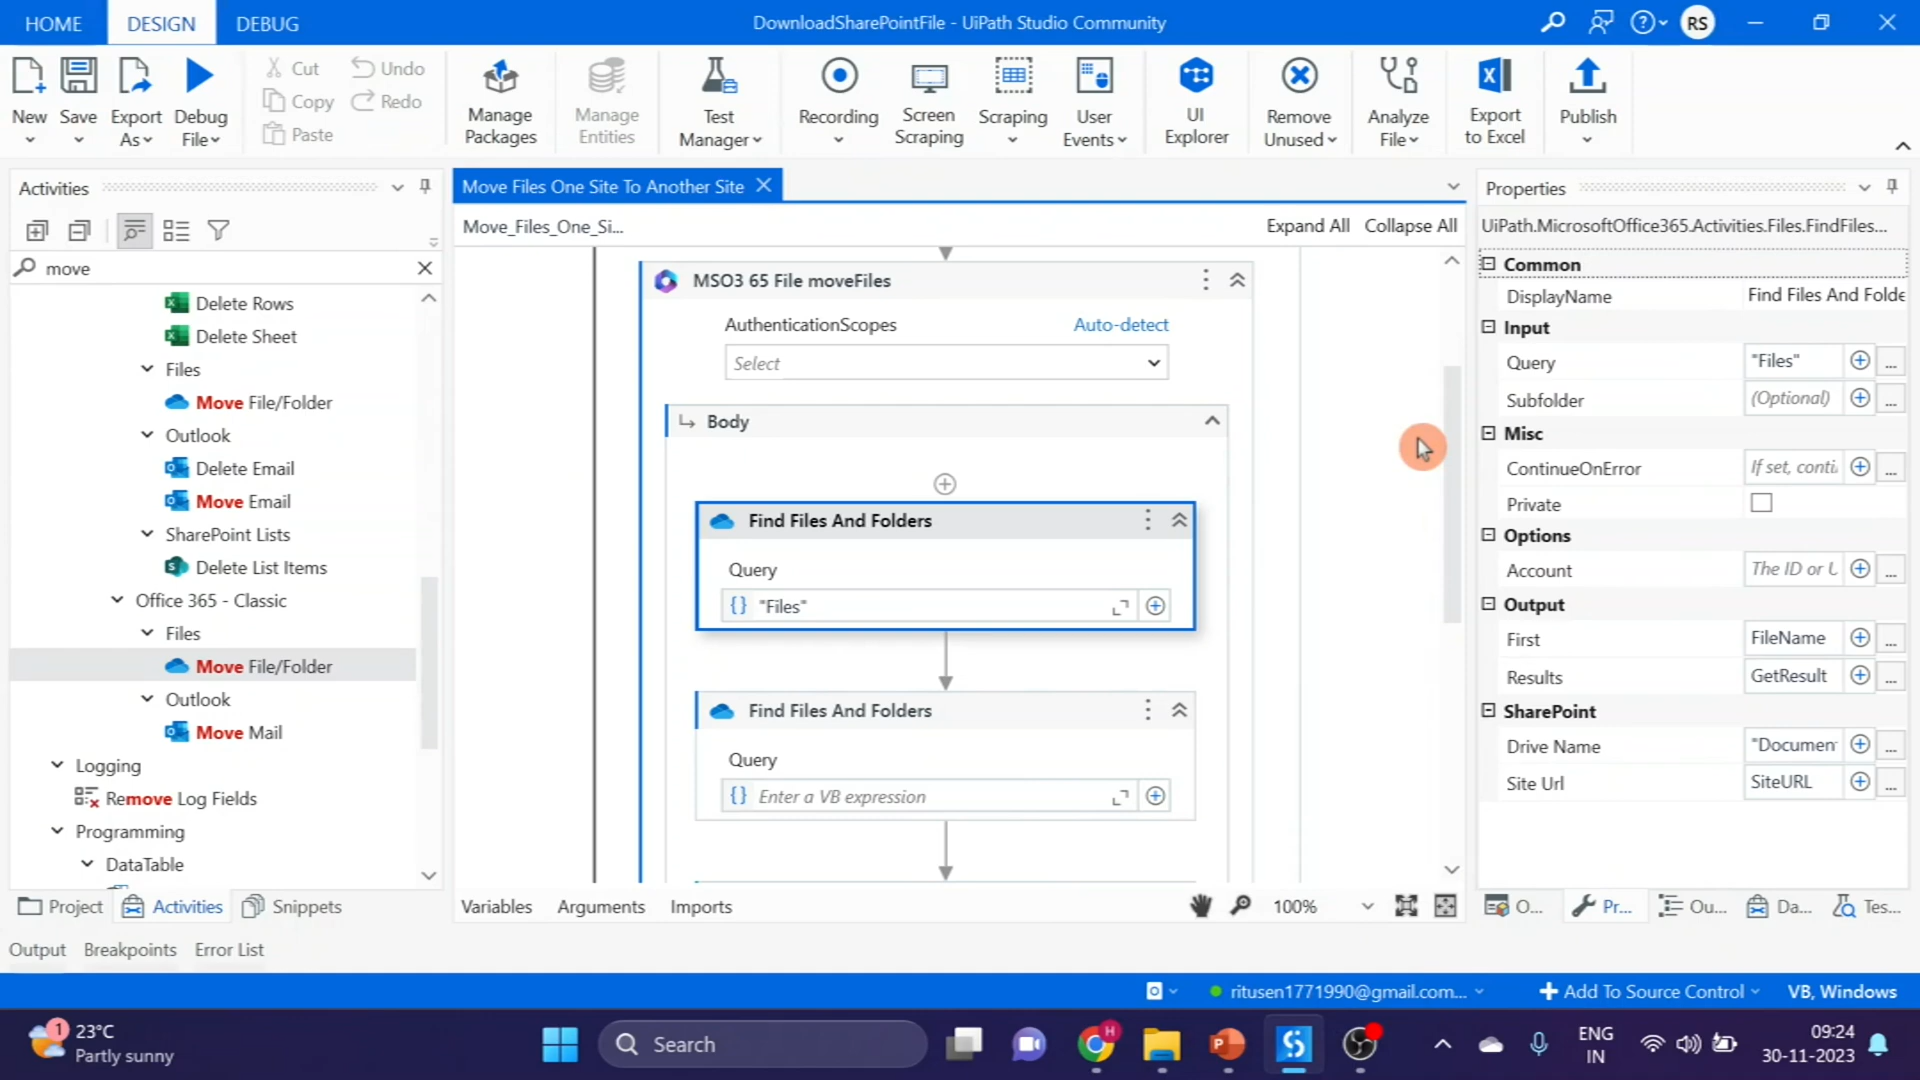 HOME DESIGN DEBUG
DownloadSharePointFile - UiPath Studio Community
RS
New
Save
Export As
Debug File
Cut
Copy
Paste
Undo
Redo
Manage Packages
Manage Entities
Test Manager
Recording
Screen Scraping
Scraping
User Events
UI Explorer
Remove Unused
Analyze File
Export to Excel
Publish
Activities
move
Delete Rows
Delete Sheet
Files
Move File/Folder
Outlook
Delete Email
Move Email
SharePoint Lists
Delete List Items
Office 365 - Classic
Files
Move File/Folder
Outlook
Move Mail
Logging
Remove Log Fields
Programming
DataTable
Project Activities Snippets
Move Files One Site To Another Site
Move_Files_One_Si...
Expand All Collapse All
MSO3 65 File moveFiles
AuthenticationScopes Auto-detect
Select
Body
Find Files And Folders
Query
"Files"
Find Files And Folders
Query
Enter a VB expression
Variables Arguments Imports
100%
Properties
UiPath.MicrosoftOffice365.Activities.Files.FindFiles...
Common
DisplayName Find Files And Folde
Input
Query "Files" ...
Subfolder (Optional) ...
Misc
ContinueOnError If set, conti ...
Private
Options
Account The ID or U ...
Output
First FileName ...
Results GetResult ...
SharePoint
Drive Name "Documen ...
Site Url SiteURL ...
O... Pr... Ou... Da... Tes...
Output Breakpoints Error List
ritusen1771990@gmail.com...
Add To Source Control
VB, Windows
1
23°C
Partly sunny
Search
H
ENG
IN
09:24
30-11-2023